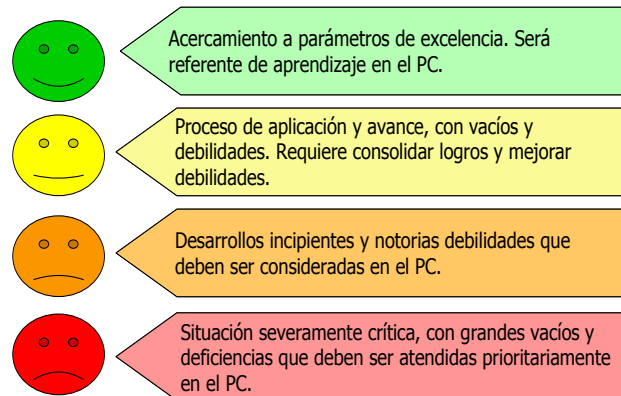 Acercamiento a parámetros de excelencia. Será
referente de aprendizaje en el PC.
Proceso de aplicación y avance, con vacíos y
debilidades. Requiere consolidar logros y mejorar
debilidades.
Desarrollos incipientes y notorias debilidades que
deben ser consideradas en el PC.
Situación severamente crítica, con grandes vacíos y
deficiencias que deben ser atendidas prioritariamente
en el PC.